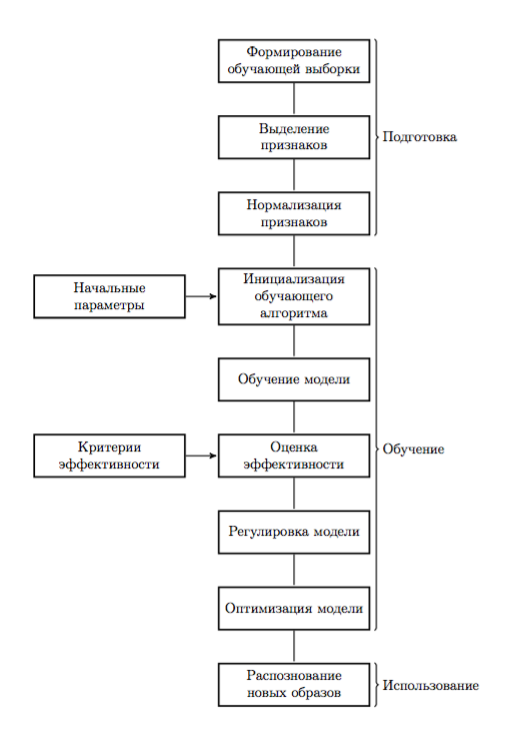 Формирование
обучающей выборки
Выделение
признаков
Подготовка
Нормализация
признаков
Начальные
параметры
Инициализация
обучающего
алгоритма
Обучение модели
Критерии
эффективности
Оценка
эффективности
Обучение
Регулировка модели
Оптимизация модели
Распознование
новых образов
Использование